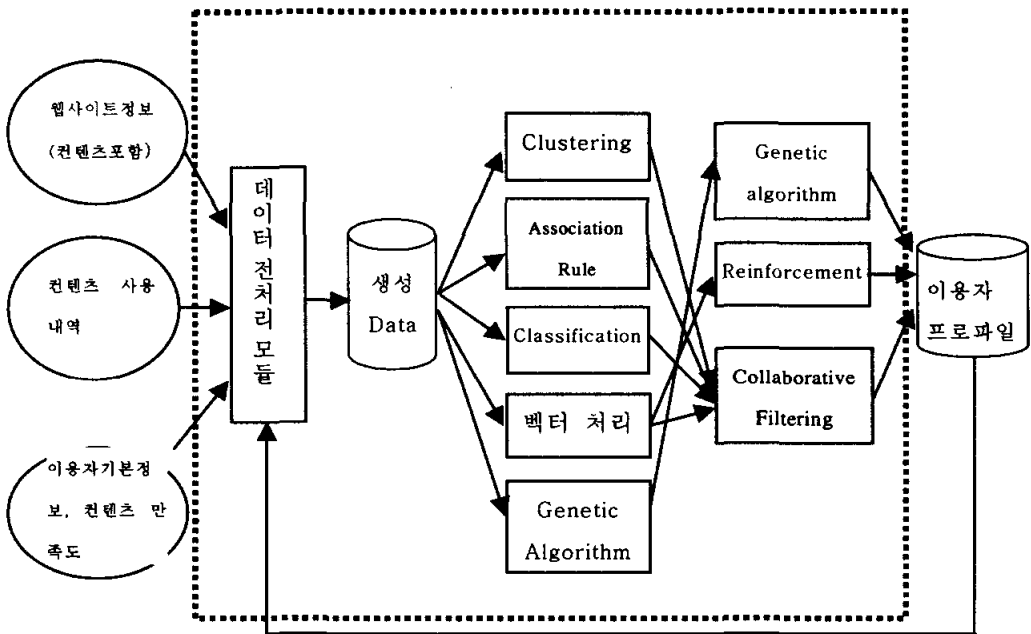 웹사이트정보
(컨텐츠포함)
컨텐츠 사용
내역
이용자기본정
보, 컨텐츠 만
족도
데이터전처리모듈
생성
Data
Clustering
Association
Rule
Classification
벡터 처리
Genetic
Algorithm
Genetic
algorithm
Reinforcement
Collaborative
Filtering
이용자
프로파일